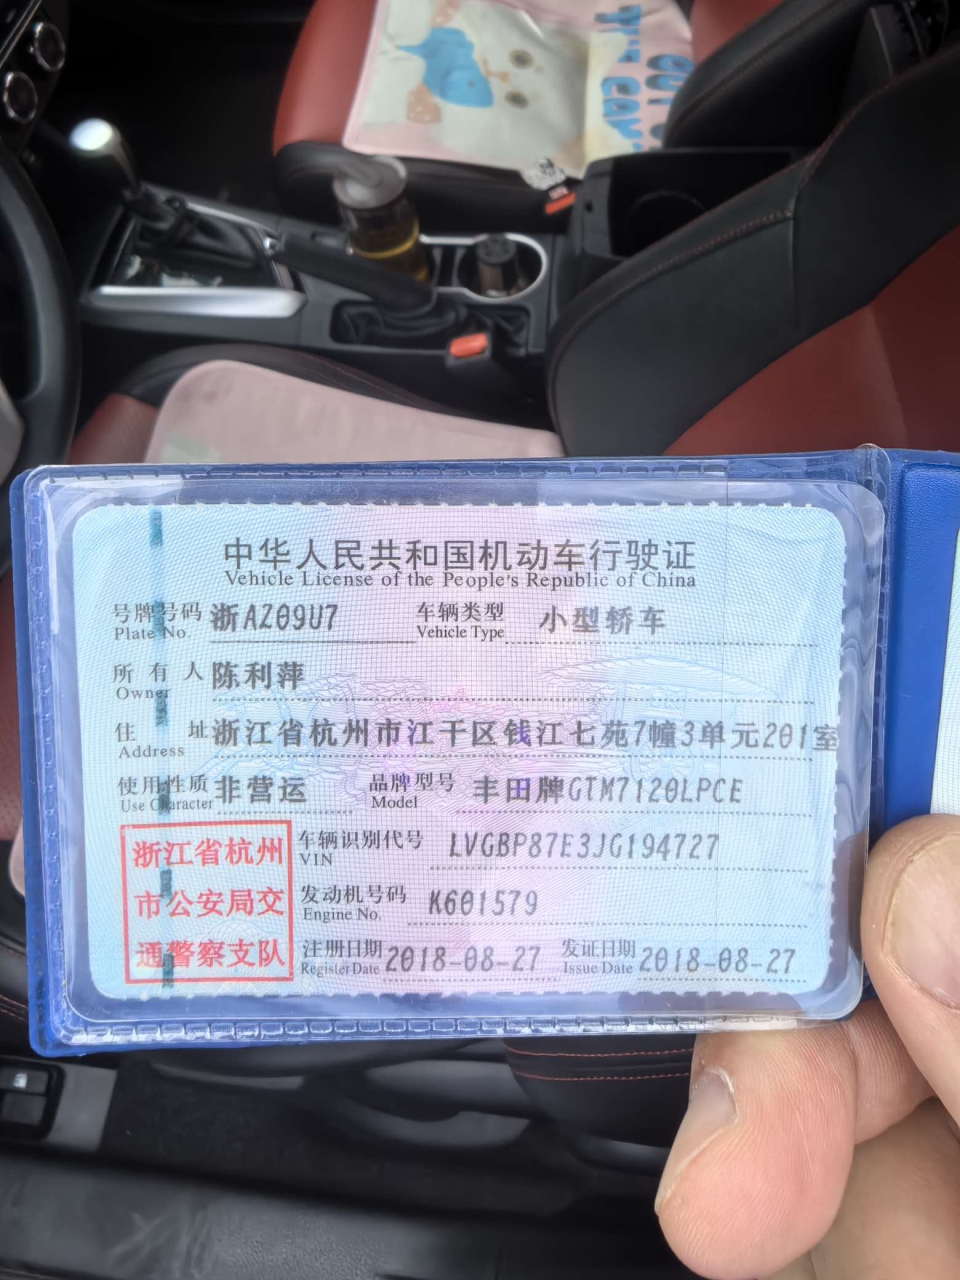 中华人民共和国机动车行驶证
Vehicle License of the People's Republic of China
号牌号码 浙AZ09U7 车辆类型 小型轿车
Plate No. Vehicle Type
所有人 陈利萍
Owner
住址 浙江省杭州市江干区钱江七苑7幢3单元201室
Address
使用性质 非营运 品牌型号 丰田牌GTM7120LPCE
Use Character Model
浙江省杭州
市公安局交
通警察支队
车辆识别代号 LVGBP87E3JG194727
VIN
发动机号码 K601579
Engine No.
注册日期 2018-08-27 发证日期 2018-08-27
Register Date Issue Date